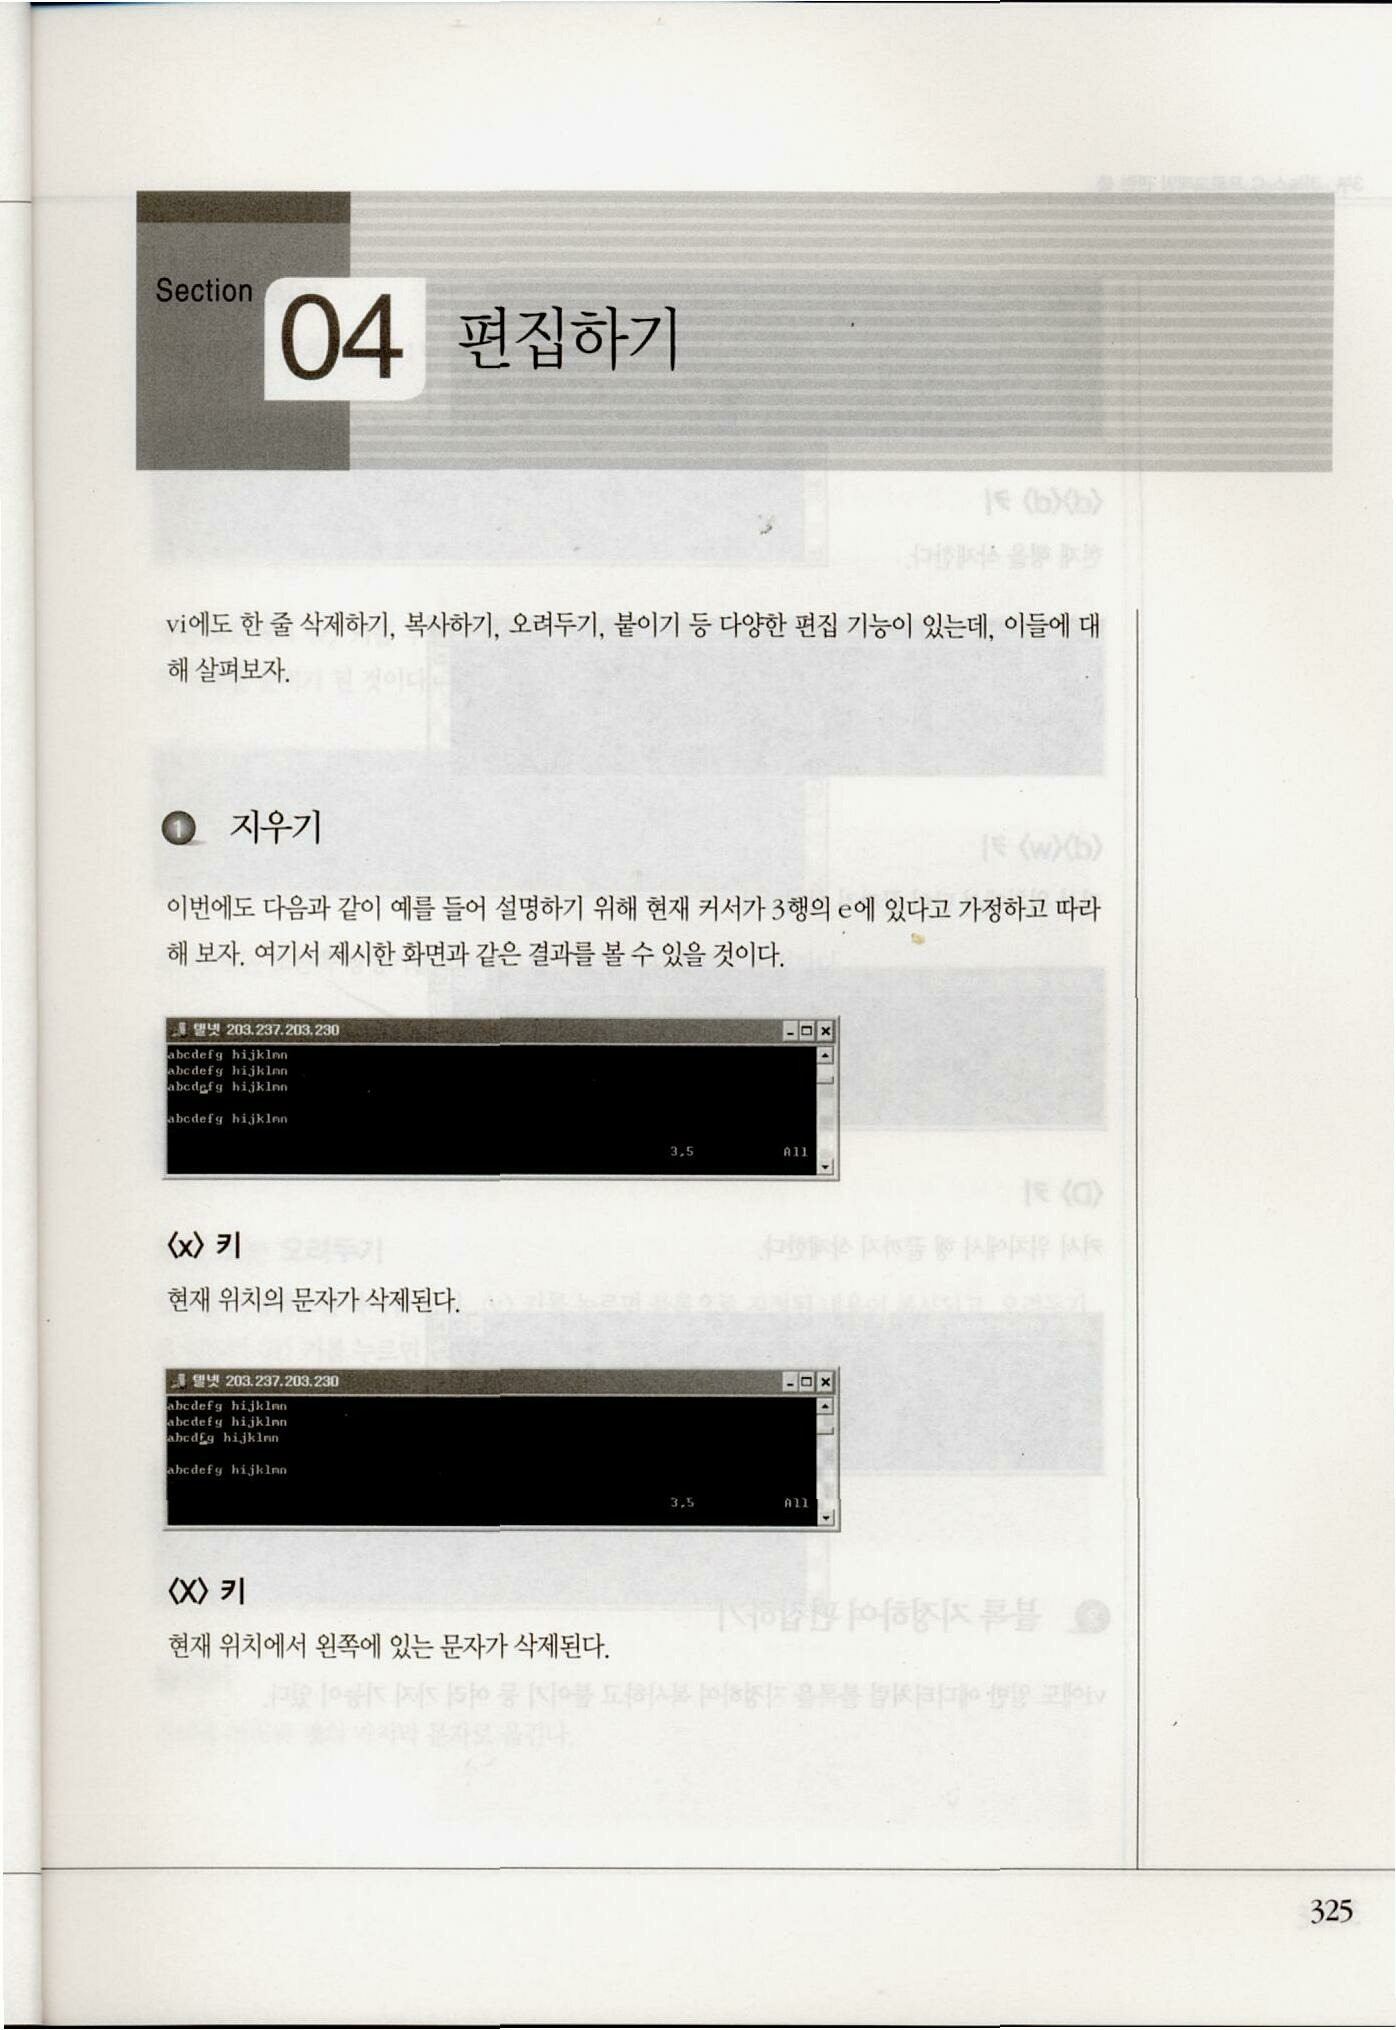 Section
04 편집하기
vi에도 한 줄 삭제하기, 복사하기, 오려두기, 붙이기 등 다양한 편집 기능이 있는데, 이들에 대
해 살펴보자.
1 지우기
이번에도 다음과 같이 예를 들어 설명하기 위해 현재 커서가 3행의 e에 있다고 가정하고 따라
해 보자. 여기서 제시한 화면과 같은 결과를 볼 수 있을 것이다.
텔넷 203.237.203.230
abcdefg hijklmn
abcdefg hijklmn
abcdefg hijklmn
abcdefg hijklmn
3,5 All
〈x〉 키
현재 위치의 문자가 삭제된다.
텔넷 203.237.203.230
abcdefg hijklmn
abcdefg hijklmn
abcdfg hijklmn
abcdefg hijklmn
3,5 All
〈X〉 키
현재 위치에서 왼쪽에 있는 문자가 삭제된다.
325